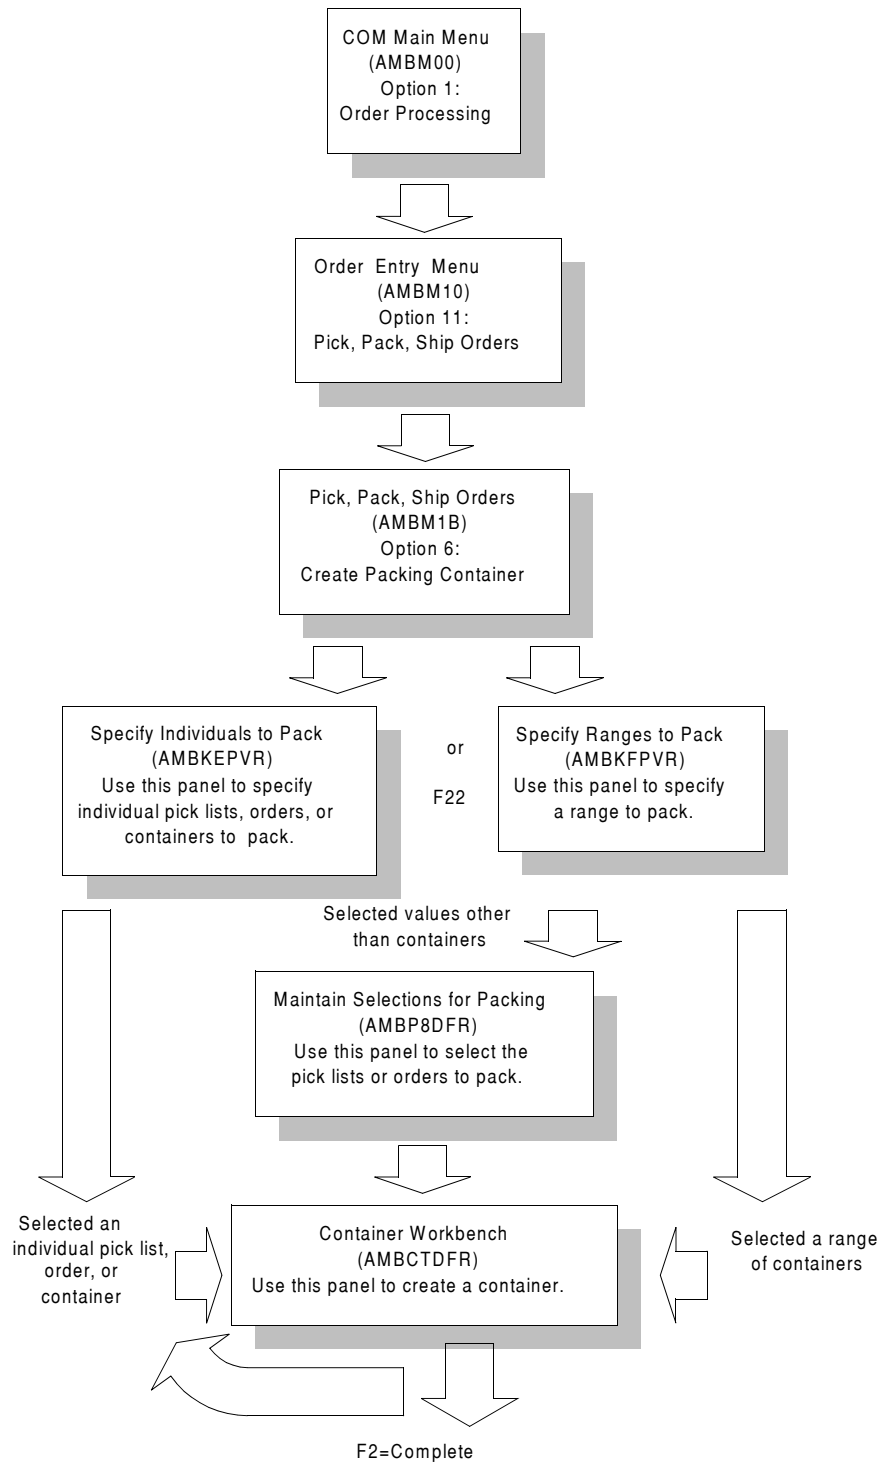 COM Main Menu
(AMBM00)
Option 1:
Order Processing
Order Entry Menu
(AMBM10)
Option 11:
Pick, Pack, Ship Orders
Pick, Pack, Ship Orders
(AMBM1B)
Option 6:
Create Packing Container
Specify Individuals to Pack
(AMBKEPVR)
Use this panel to specify
individual pick lists, orders, or
containers to pack.
or
F22
Specify Ranges to Pack
(AMBKFPVR)
Use this panel to specify
a range to pack.
Selected values other
than containers
Maintain Selections for Packing
(AMBP8DFR)
Use this panel to select the
pick lists or orders to pack.
Selected an
individual pick list,
order, or
container
Container Workbench
(AMBCTDFR)
Use this panel to create a container.
Selected a range
of containers
F2=Complete